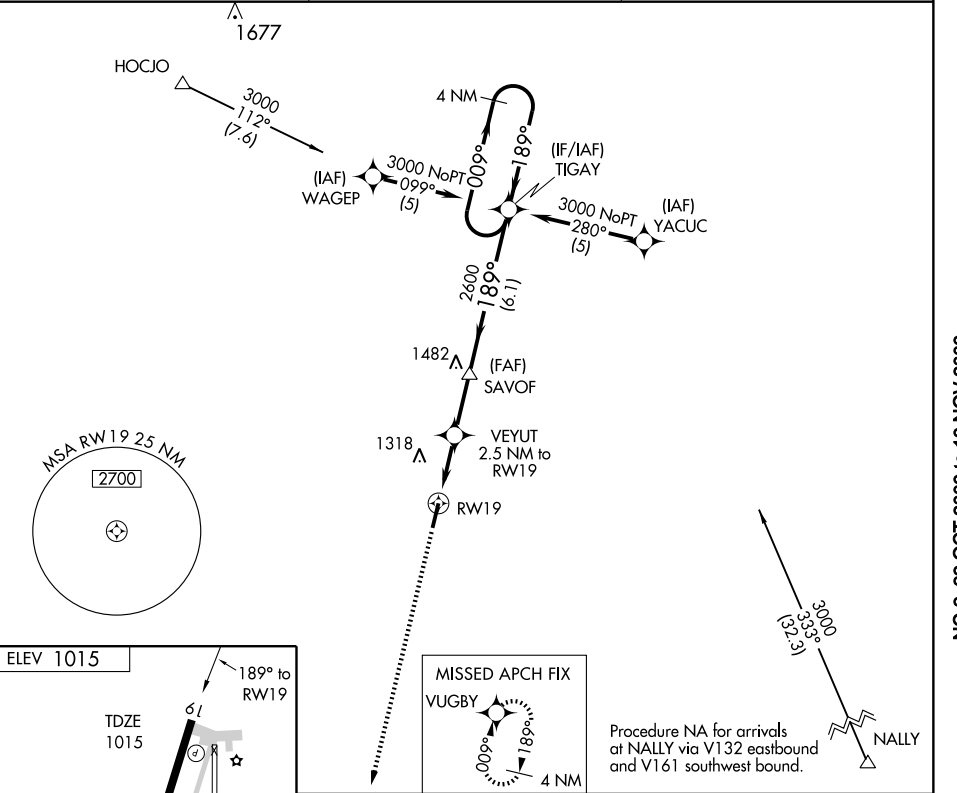 1677
HOCJO
3000
112°
(7.6)
4 NM
009°
189°
(IF/IAF)
TIGAY
(IAF)
WAGEP
3000 NoPT
099°
(5)
3000 NoPT
280°
(5)
(IAF)
YACUC
2600
189°
(6.1)
1482
(FAF)
SAVOF
1318
VEYUT
2.5 NM to
RW19
RW19
MSA RW19 25 NM
2700
3000
333°
(32.3)
NALLY
Procedure NA for arrivals
at NALLY via V132 eastbound
and V161 southwest bound.
MISSED APCH FIX
VUGBY
009°
189°
4 NM
ELEV 1015
189° to
RW19
19
TDZE
1015